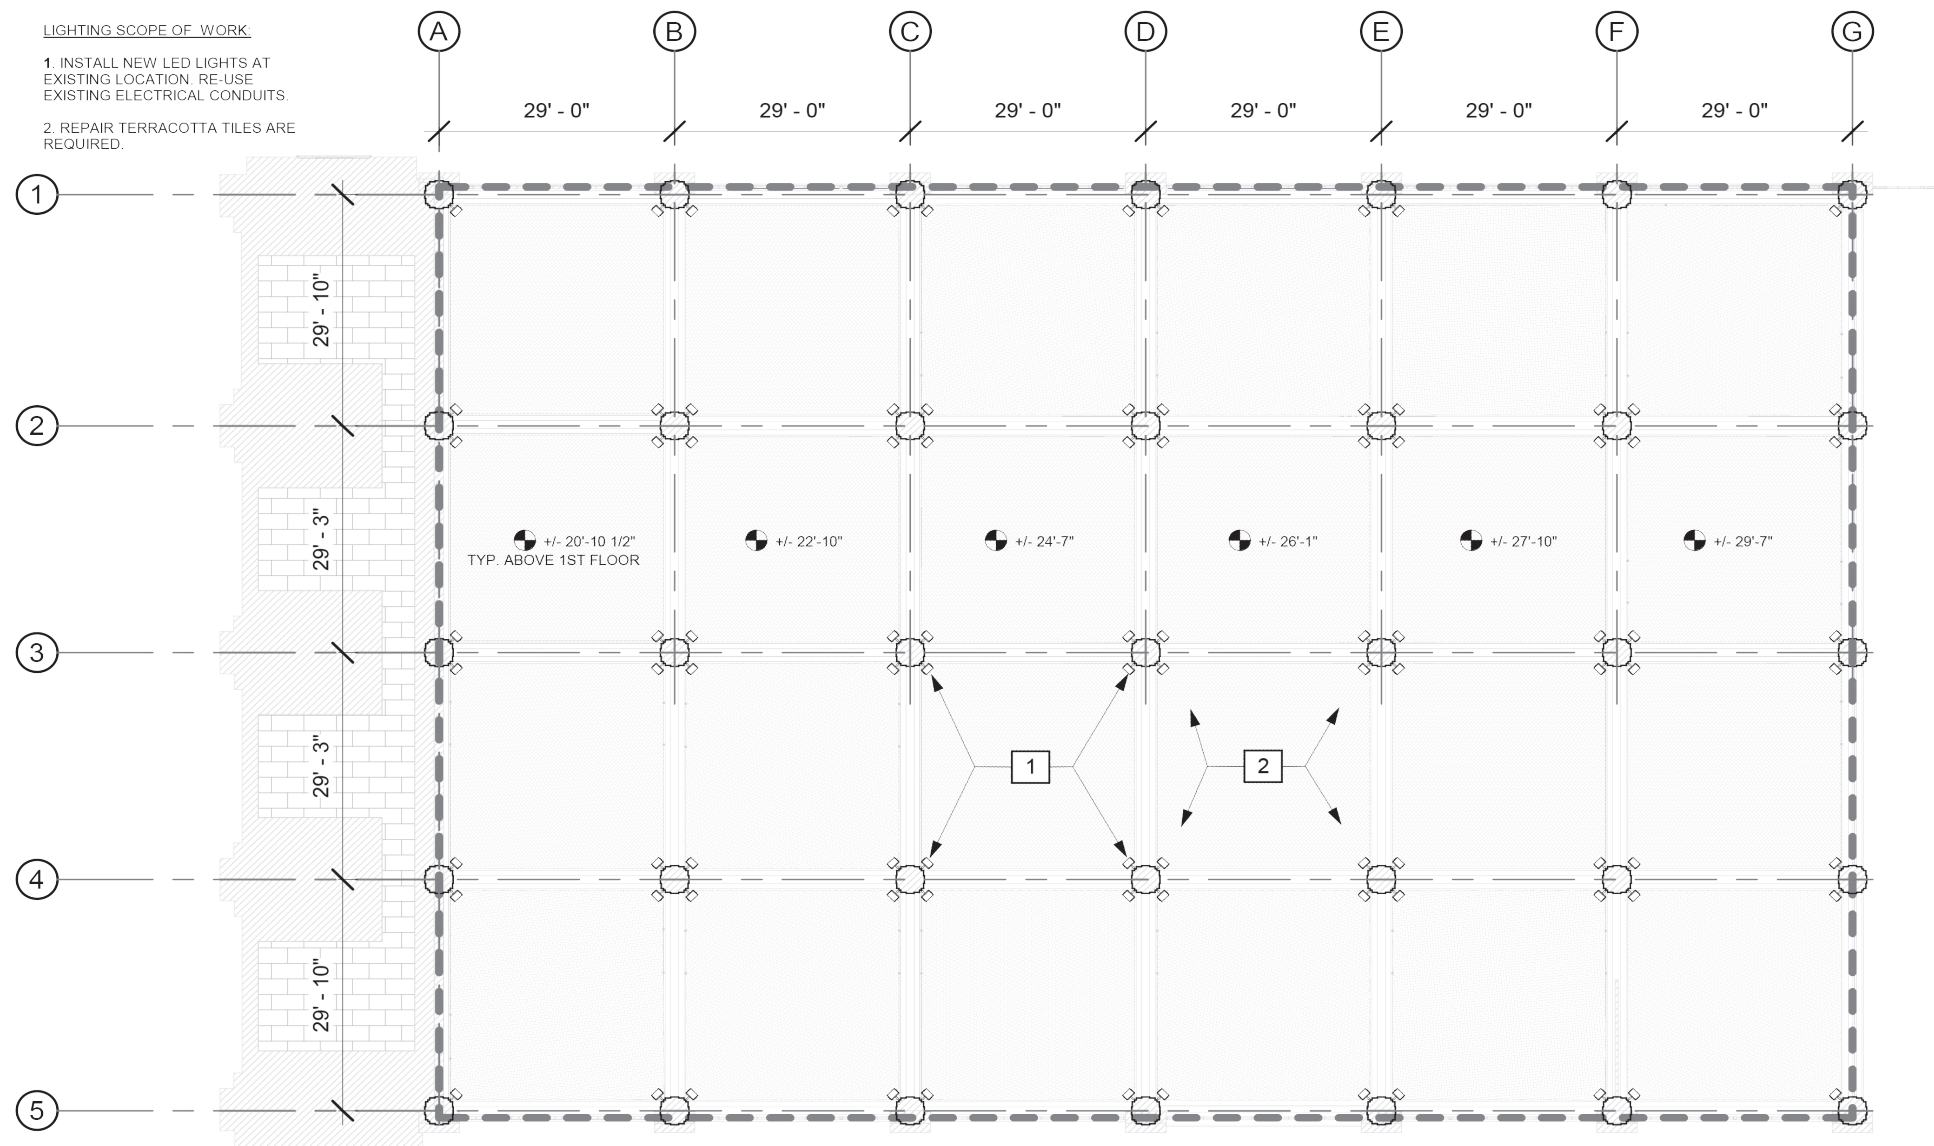 LIGHTING SCOPE OF WORK:
1. INSTALL NEW LED LIGHTS AT
EXISTING LOCATION. RE-USE
EXISTING ELECTRICAL CONDUITS.
2. REPAIR TERRACOTTA TILES ARE
REQUIRED.
A B C D E F G
29' - 0" 29' - 0" 29' - 0" 29' - 0" 29' - 0" 29' - 0"
1
29' - 10"
2
29' - 3"
+/- 20'-10 1/2" +/- 22'-10" +/- 24'-7" +/- 26'-1" +/- 27'-10" +/- 29'-7"
TYP. ABOVE 1ST FLOOR
3
29' - 3"
1 2
4
29' - 10"
5